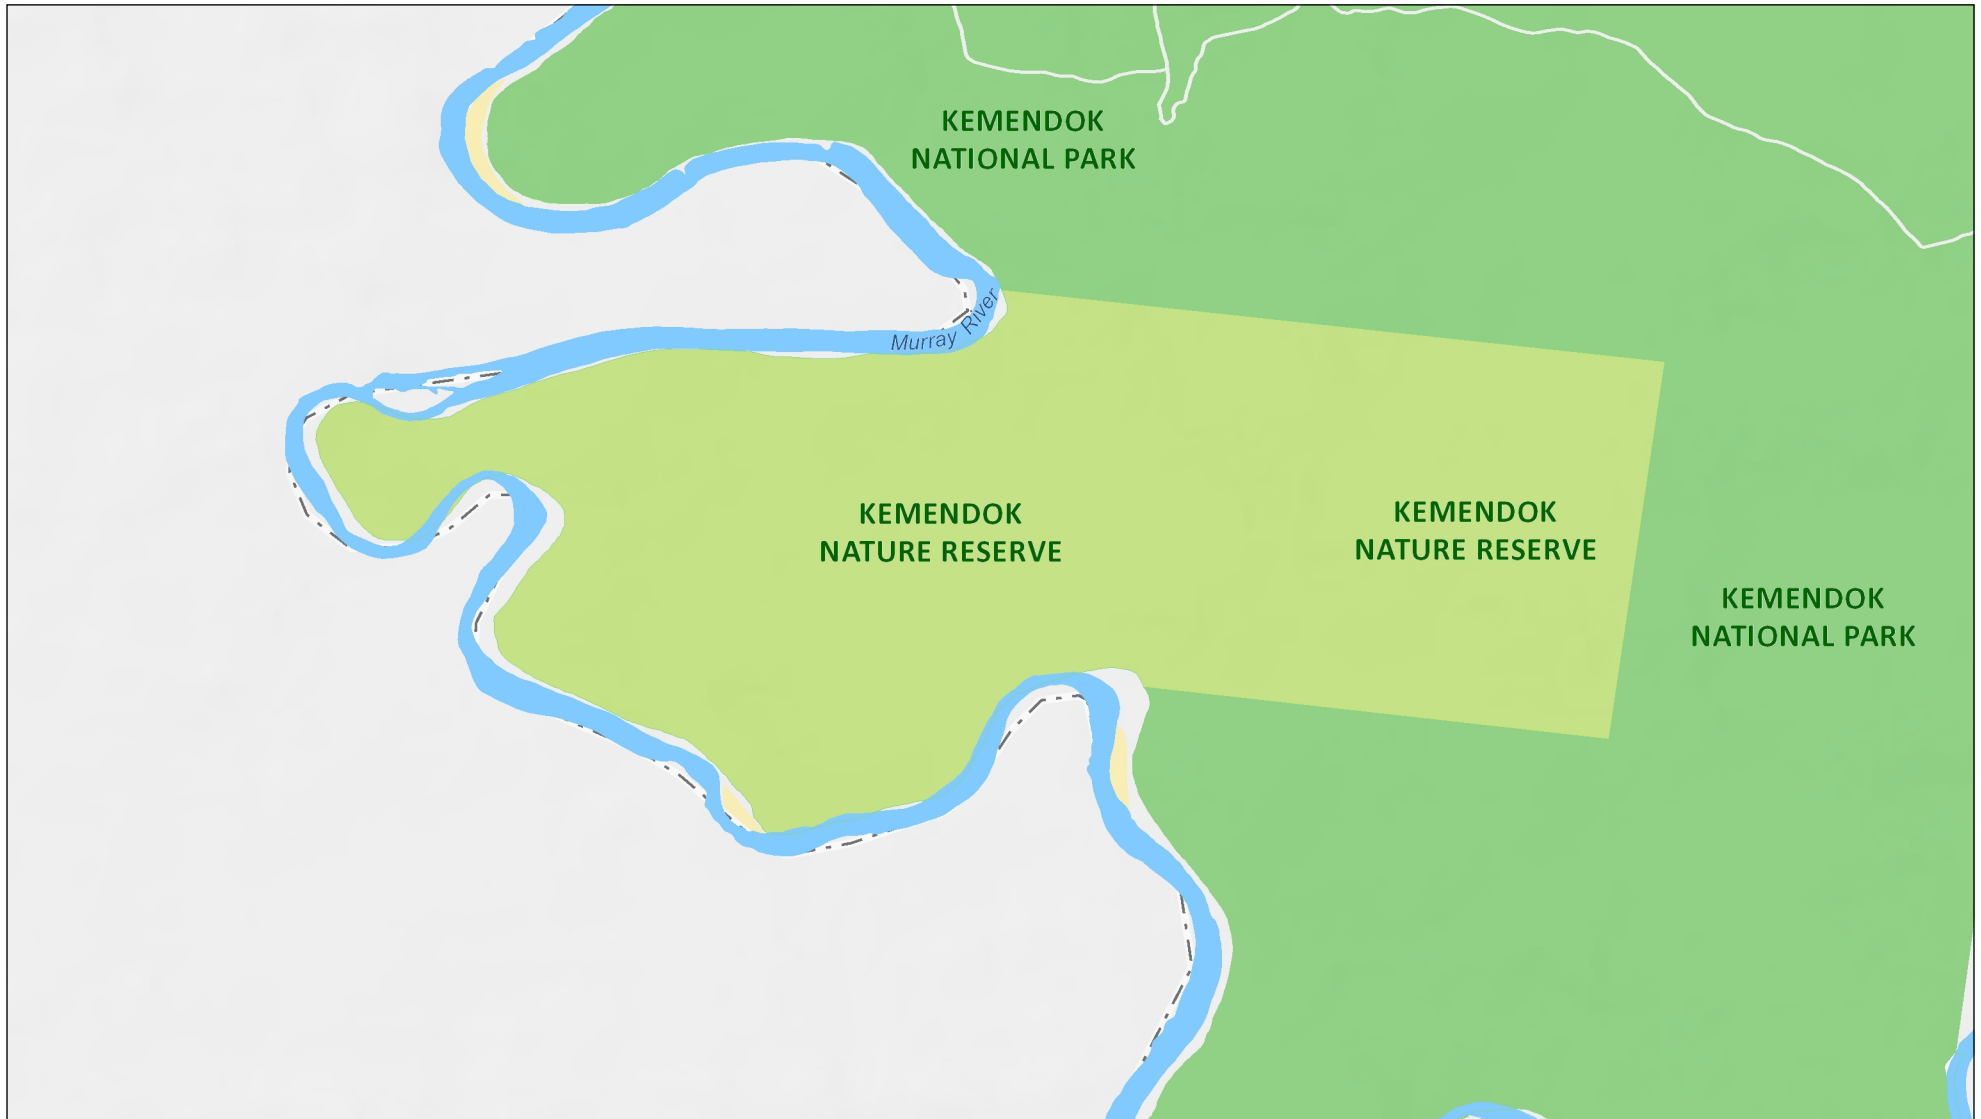 KEMENDOK
NATIONAL PARK
Murray River
KEMENDOK
NATURE RESERVE
KEMENDOK
NATURE RESERVE
KEMENDOK
NATIONAL PARK